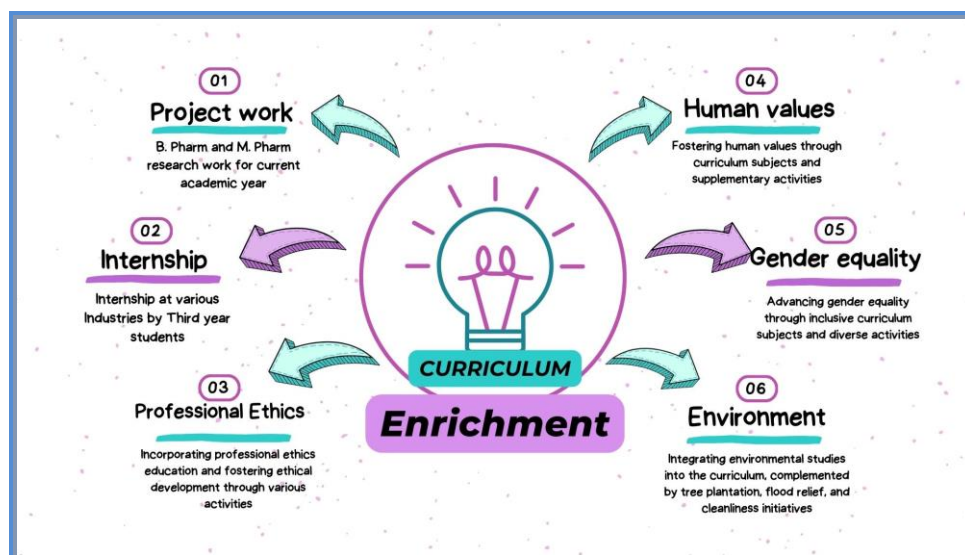 01
Project work
B. Pharm and M. Pharm
research work for current
academic year
02
Internship
Internship at various
Industries by Third year
students
03
Professional Ethics
Incorporating professional ethics
education and fostering ethical
development through various
activities
CURRICULUM
Enrichment
04
Human values
Fostering human values through
curriculum subjects and
supplementary activities
05
Gender equality
Advancing gender equality
through inclusive curriculum
subjects and diverse activities
06
Environment
Integrating environmental studies
into the curriculum, complemented
by tree plantation, flood relief, and
cleanliness initiatives